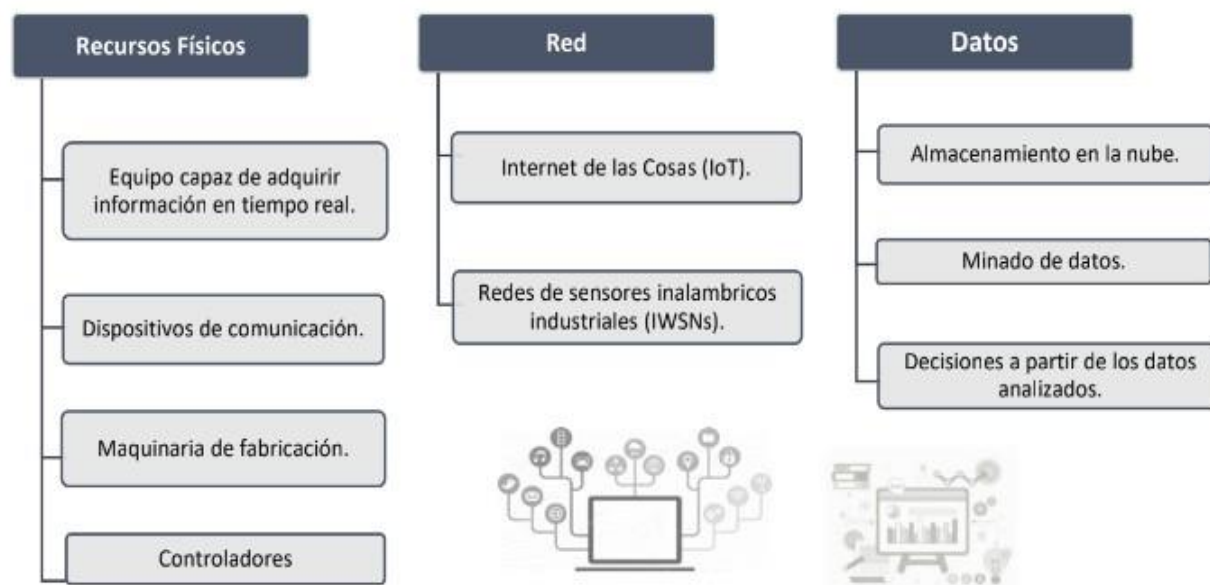 Recursos Físicos
Equipo capaz de adquirir
información en tiempo real.
Dispositivos de comunicación.
Maquinaria de fabricación.
Controladores
Red
Internet de las Cosas (IoT).
Redes de sensores inalambricos
industriales (IWSNs).
Datos
Almacenamiento en la nube.
Minado de datos.
Decisiones a partir de los datos
analizados.